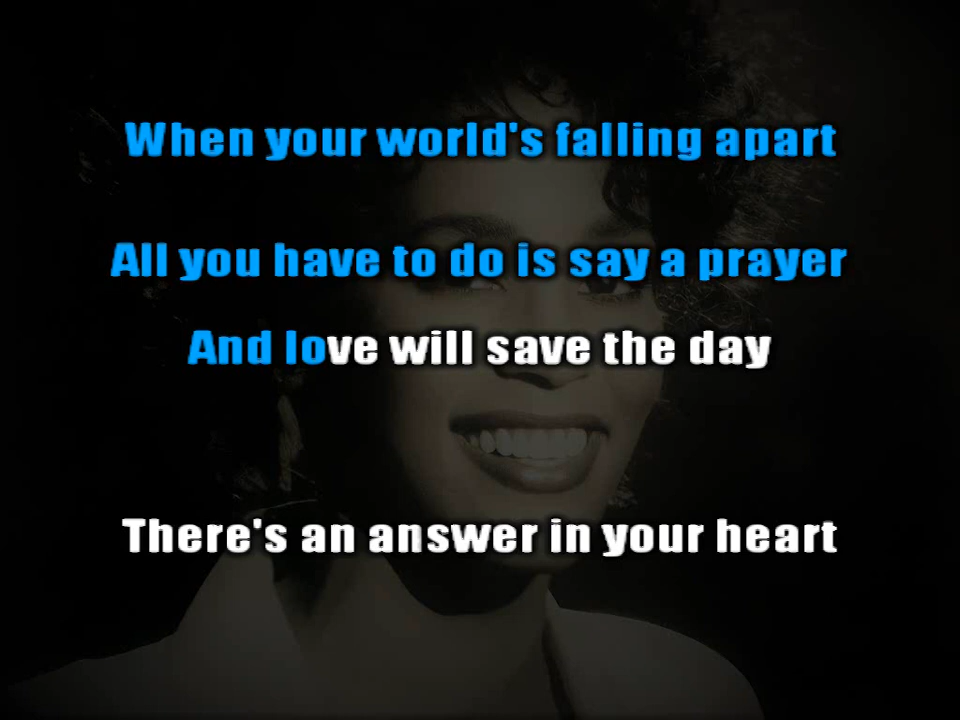 When your world's falling apart
All you have to do is say a prayer
And love will save the day
There's an answer in your heart